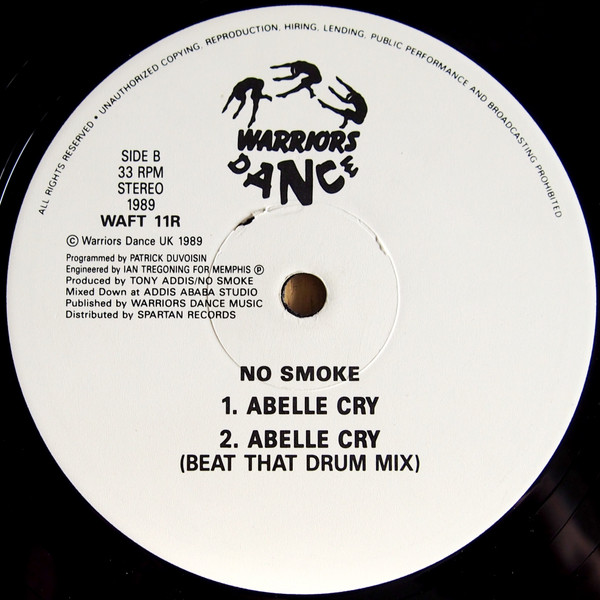 ALL RIGHTS RESERVED • UNAUTHORIZED COPYING, REPRODUCTION, HIRING, LENDING, PUBLIC PERFORMANCE AND BROADCASTING PROHIBITED
WARRIORS
DANCE
SIDE B
33 RPM
STEREO
1989
WAFT 11R
© Warriors Dance UK 1989
Programmed by PATRICK DUVOISIN
Engineered by IAN TREGONING FOR MEMPHIS ℗
Produced by TONY ADDIS/NO SMOKE
Mixed Down at ADDIS ABABA STUDIO
Published by WARRIORS DANCE MUSIC
Distributed by SPARTAN RECORDS
NO SMOKE
1. ABELLE CRY
2. ABELLE CRY
(BEAT THAT DRUM MIX)